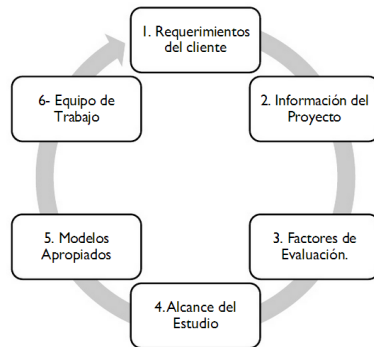 1. Requerimientos
del cliente
2. Información del
Proyecto
3. Factores de
Evaluación.
4. Alcance del
Estudio
5. Modelos
Apropiados
6- Equipo de
Trabajo